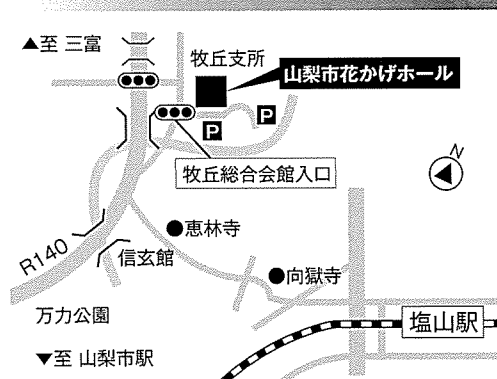 ▲至 三富
牧丘支所
山梨市花かげホール
P
P
牧丘総合会館入口
N
●恵林寺
R140
信玄館
●向嶽寺
万力公園
塩山駅
▼至 山梨市駅